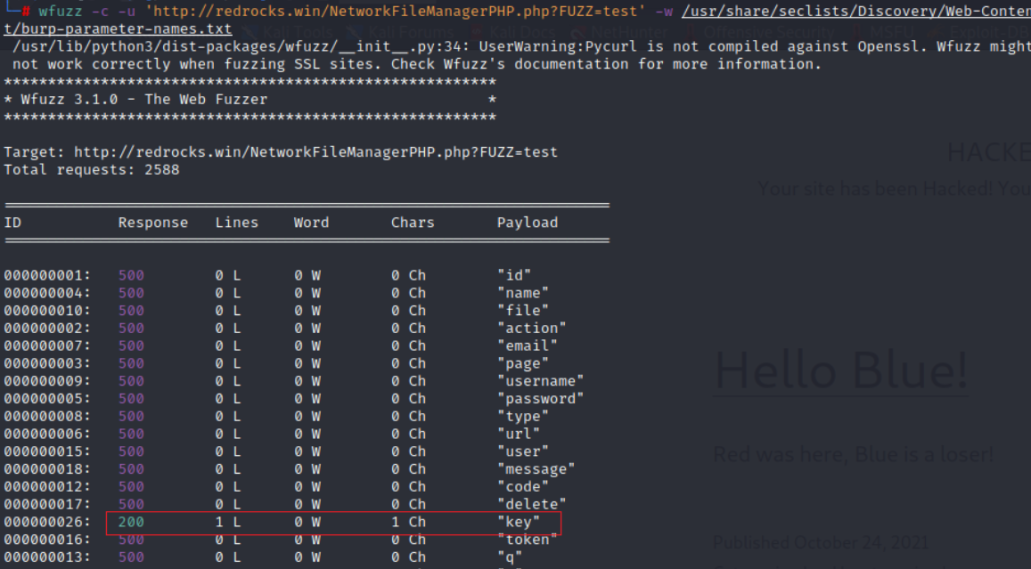 └─# wfuzz -c -u 'http://redrocks.win/NetworkFileManagerPHP.php?FUZZ=test' -w /usr/share/seclists/Discovery/Web-Conten
t/burp-parameter-names.txt
/usr/lib/python3/dist-packages/wfuzz/__init__.py:34: UserWarning:Pycurl is not compiled against Openssl. Wfuzz might
not work correctly when fuzzing SSL sites. Check Wfuzz's documentation for more information.
********************************************************
* Wfuzz 3.1.0 - The Web Fuzzer                         *
********************************************************
Target: http://redrocks.win/NetworkFileManagerPHP.php?FUZZ=test
Total requests: 2588
HACKE
Your site has been Hacked! You
=====================================================================
ID           Response   Lines    Word       Chars       Payload
=====================================================================
000000001:   500        0 L      0 W        0 Ch        "id"
000000004:   500        0 L      0 W        0 Ch        "name"
000000010:   500        0 L      0 W        0 Ch        "file"
000000002:   500        0 L      0 W        0 Ch        "action"
000000007:   500        0 L      0 W        0 Ch        "email"
000000003:   500        0 L      0 W        0 Ch        "page"
000000009:   500        0 L      0 W        0 Ch        "username"
000000005:   500        0 L      0 W        0 Ch        "password"
000000008:   500        0 L      0 W        0 Ch        "type"
000000006:   500        0 L      0 W        0 Ch        "url"
000000015:   500        0 L      0 W        0 Ch        "user"
000000018:   500        0 L      0 W        0 Ch        "message"
000000012:   500        0 L      0 W        0 Ch        "code"
000000017:   500        0 L      0 W        0 Ch        "delete"
000000026:   200        1 L      0 W        1 Ch        "key"
000000016:   500        0 L      0 W        0 Ch        "token"
000000013:   500        0 L      0 W        0 Ch        "q"
Hello Blue!
Red was here, Blue is a loser!
Published October 24, 2021